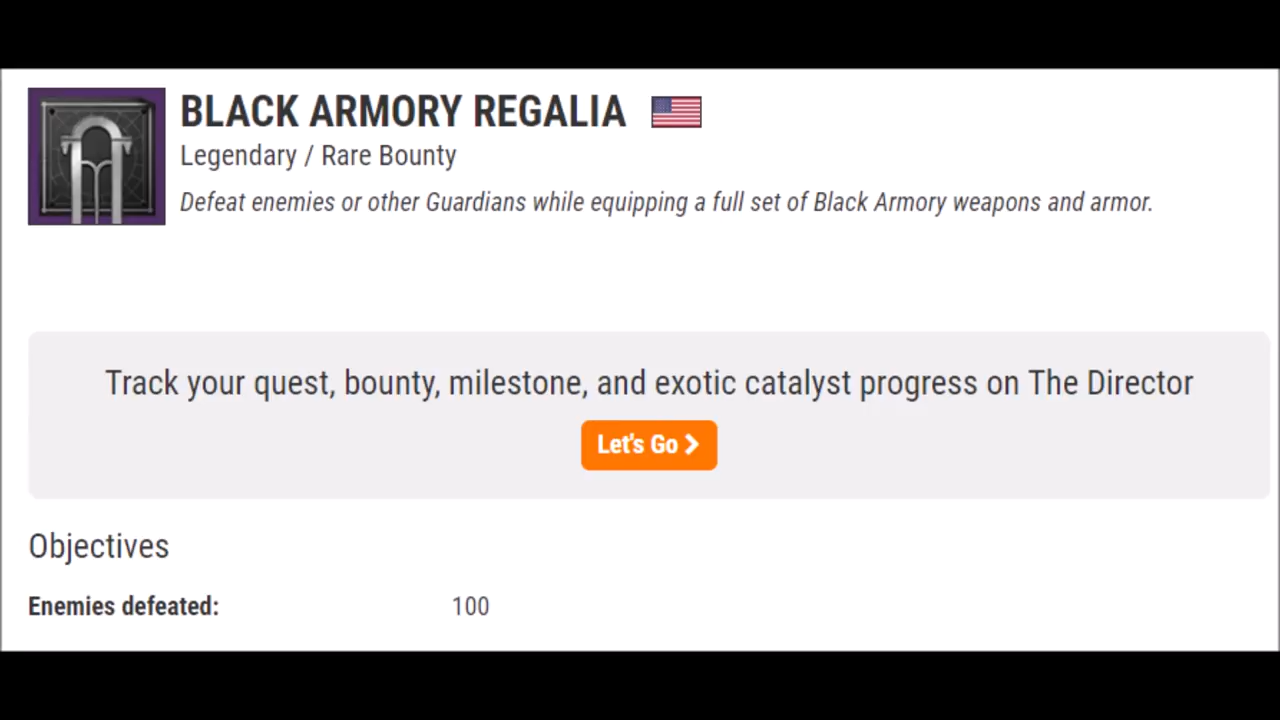 BLACK ARMORY REGALIA
Legendary / Rare Bounty
Defeat enemies or other Guardians while equipping a full set of Black Armory weapons and armor.
Track your quest, bounty, milestone, and exotic catalyst progress on The Director
Let's Go
Objectives
Enemies defeated: 100